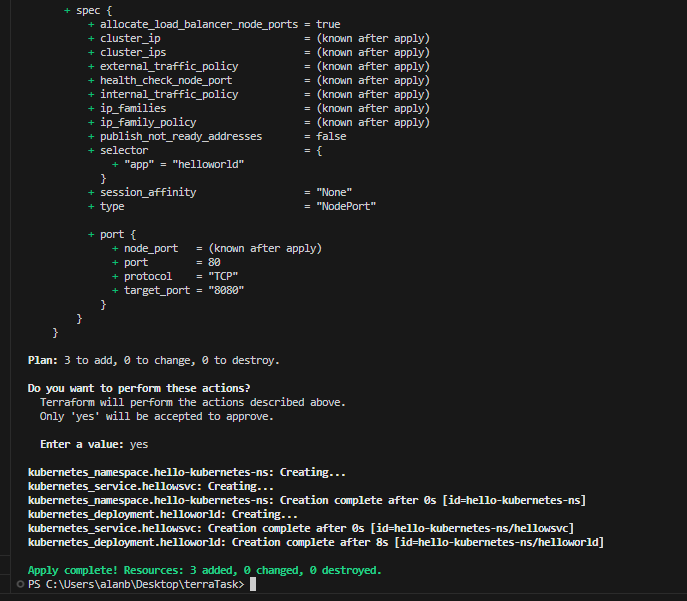 + spec {
+ allocate_load_balancer_node_ports = true
+ cluster_ip = (known after apply)
+ cluster_ips = (known after apply)
+ external_traffic_policy = (known after apply)
+ health_check_node_port = (known after apply)
+ internal_traffic_policy = (known after apply)
+ ip_families = (known after apply)
+ ip_family_policy = (known after apply)
+ publish_not_ready_addresses = false
+ selector = {
+ "app" = "helloworld"
}
+ session_affinity = "None"
+ type = "NodePort"
+ port {
+ node_port = (known after apply)
+ port = 80
+ protocol = "TCP"
+ target_port = "8080"
}
}
}
Plan: 3 to add, 0 to change, 0 to destroy.
Do you want to perform these actions?
Terraform will perform the actions described above.
Only 'yes' will be accepted to approve.
Enter a value: yes
kubernetes_namespace.hello-kubernetes-ns: Creating...
kubernetes_service.hellowsvc: Creating...
kubernetes_namespace.hello-kubernetes-ns: Creation complete after 0s [id=hello-kubernetes-ns]
kubernetes_deployment.helloworld: Creating...
kubernetes_service.hellowsvc: Creation complete after 0s [id=hello-kubernetes-ns/hellowsvc]
kubernetes_deployment.helloworld: Creation complete after 8s [id=hello-kubernetes-ns/helloworld]
Apply complete! Resources: 3 added, 0 changed, 0 destroyed.
PS C:\Users\alanb\Desktop\terraTask>